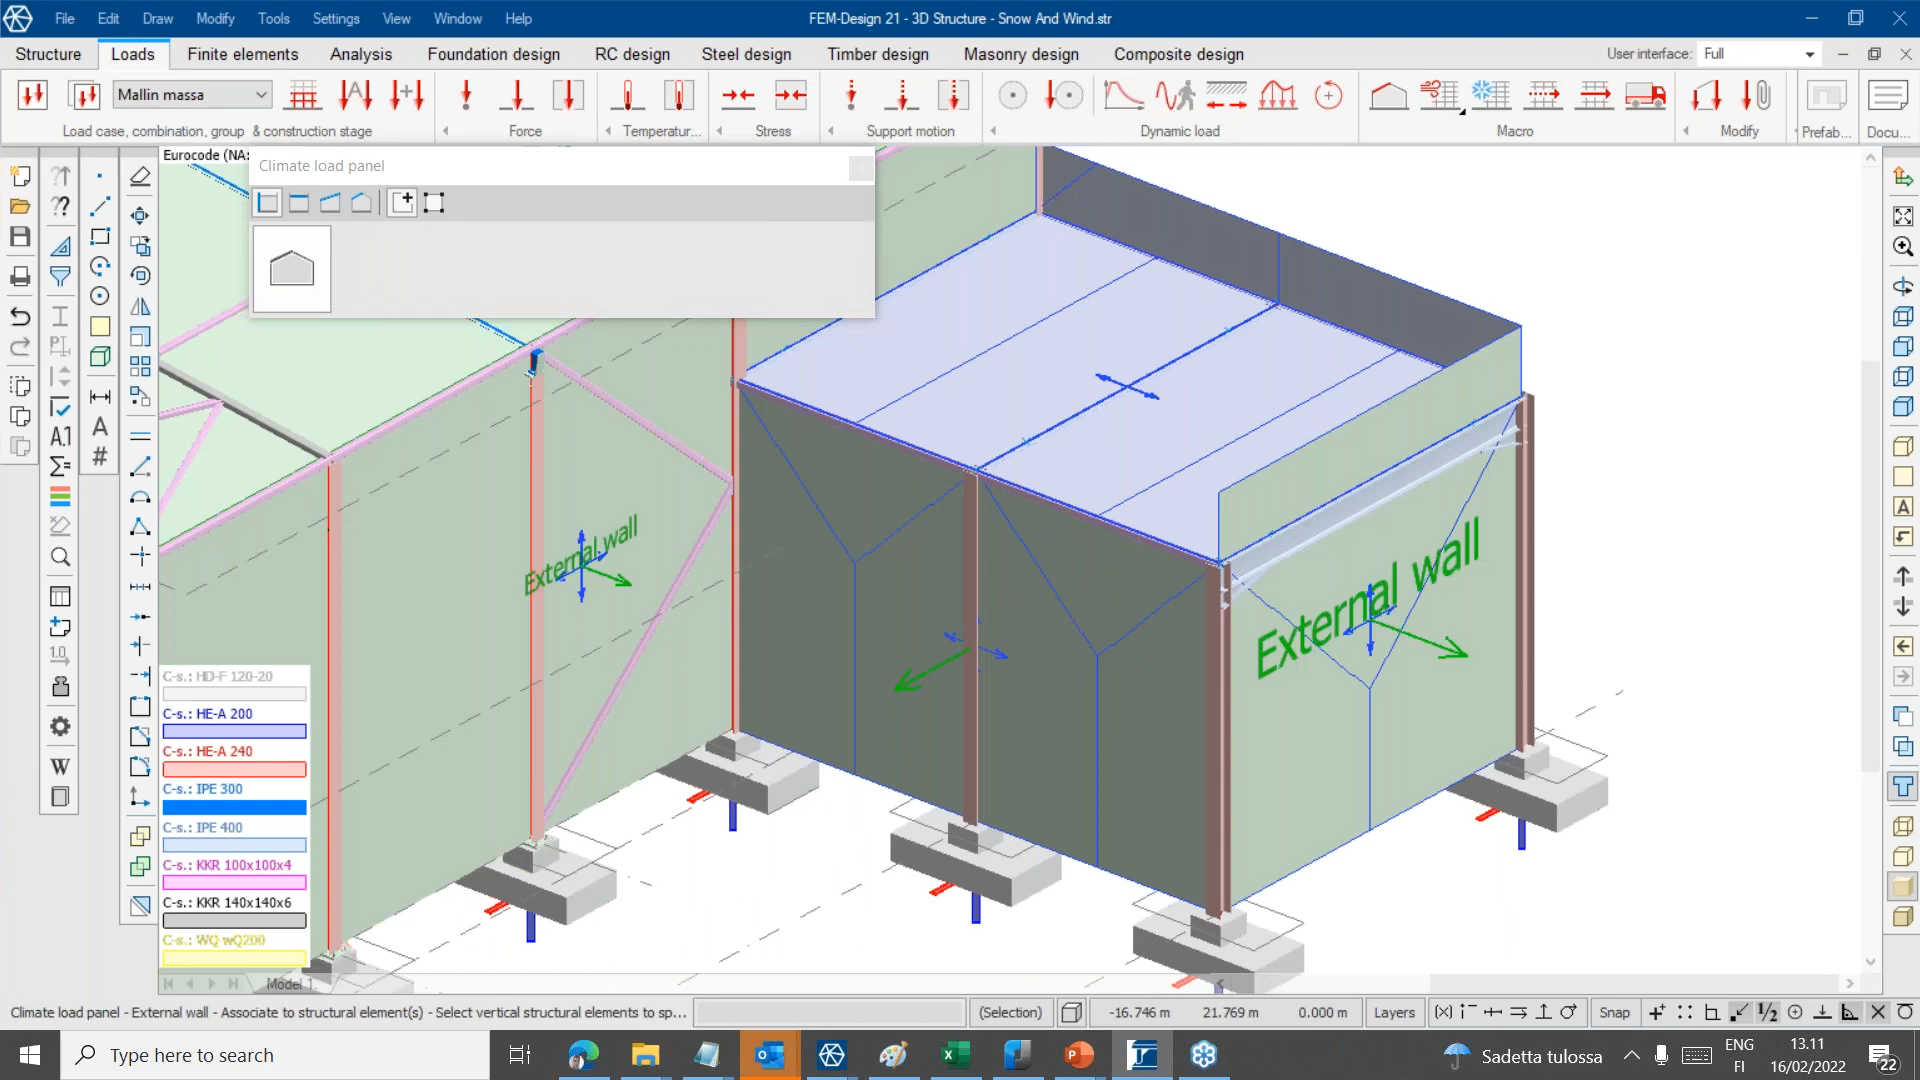 File Edit Draw Modify Tools Settings View Window Help
FEM-Design 21 - 3D Structure - Snow And Wind.str
Structure Loads Finite elements Analysis Foundation design RC design Steel design Timber design Masonry design Composite design
User interface: Full
Mallin massa
Load case, combination, group & construction stage
Force
Temperatur...
Stress
Support motion
Dynamic load
Macro
Modify
Prefab...
Docu...
Eurocode (NA:
Climate load panel
External wall
External wall
C-s.: HD-F 120-20
C-s.: HE-A 200
C-s.: HE-A 240
C-s.: IPE 300
C-s.: IPE 400
C-s.: KKR 100x100x4
C-s.: KKR 140x140x6
C-s.: WQ wQ200
Model 1
Climate load panel - External wall - Associate to structural element(s) - Select vertical structural elements to sp...
(Selection)
-16.746 m 21.769 m 0.000 m
Layers
Snap
Type here to search
Sadetta tulossa
ENG
FI
13.11
16/02/2022
22